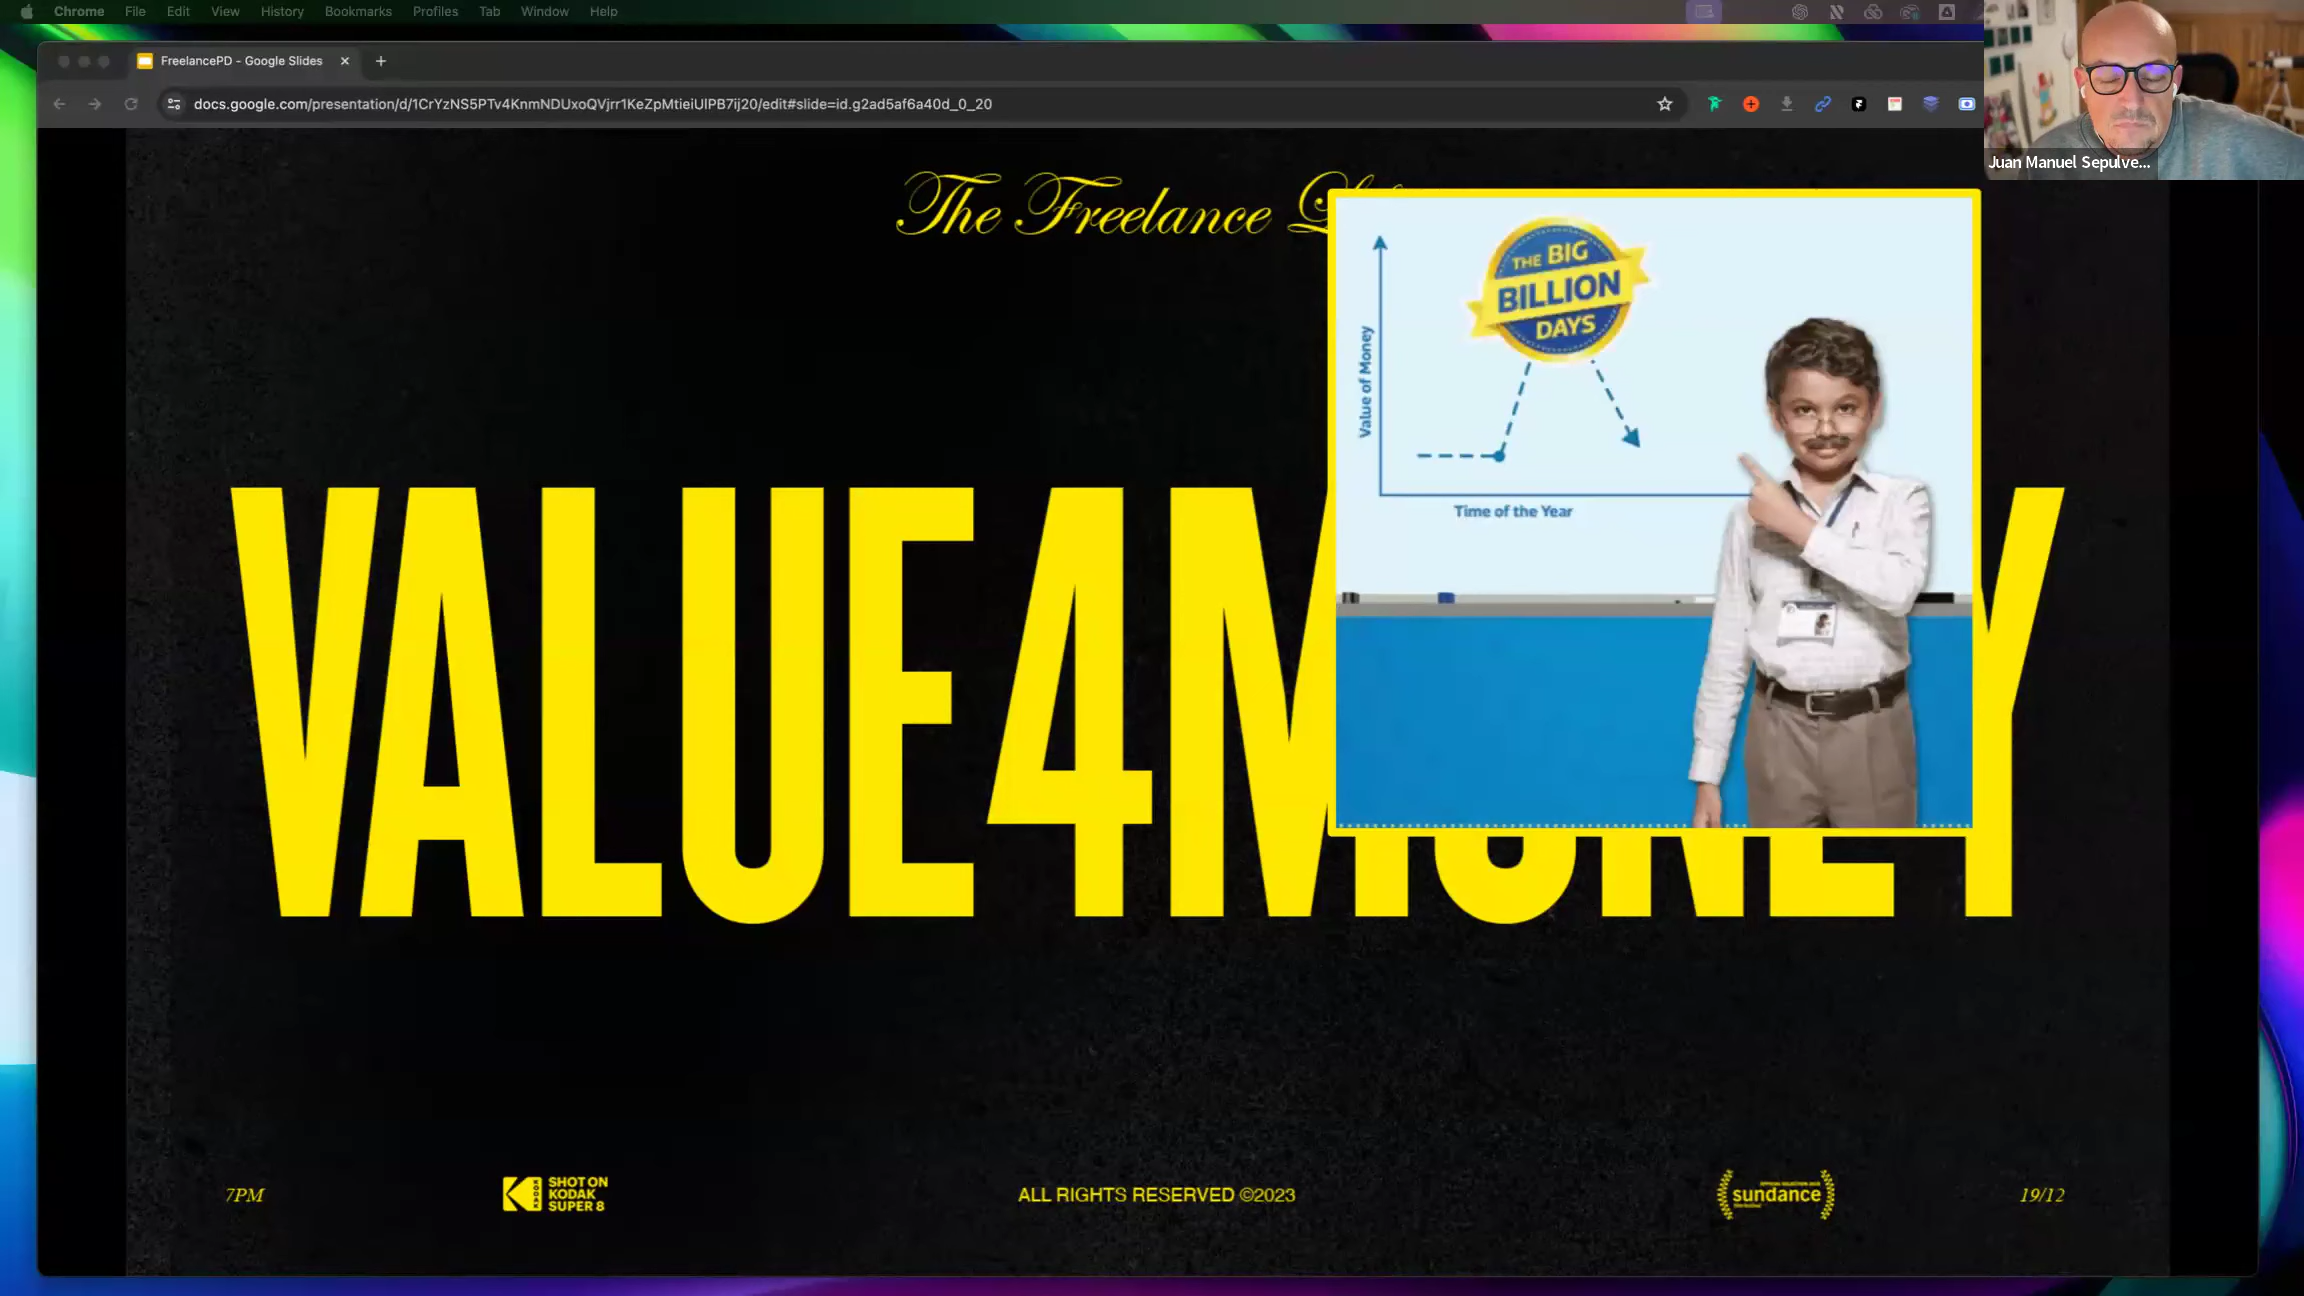 Chrome File Edit View History Bookmarks Profiles Tab Window Help
FreelancePD - Google Slides
docs.google.com/presentation/d/1CrYzNS5PTv4KnmNDUxoQVjrr1KeZpMtieiUIPB7ij20/edit#slide=id.g2ad5af6a40d_0_20
Juan Manuel Sepulve...
The Freelance
THE BIG
BILLION
DAYS
Value of Money
Time of the Year
VALUE4MONEY
7PM
KODAK
SHOT ON
KODAK
SUPER 8
ALL RIGHTS RESERVED ©2023
sundance
19/12